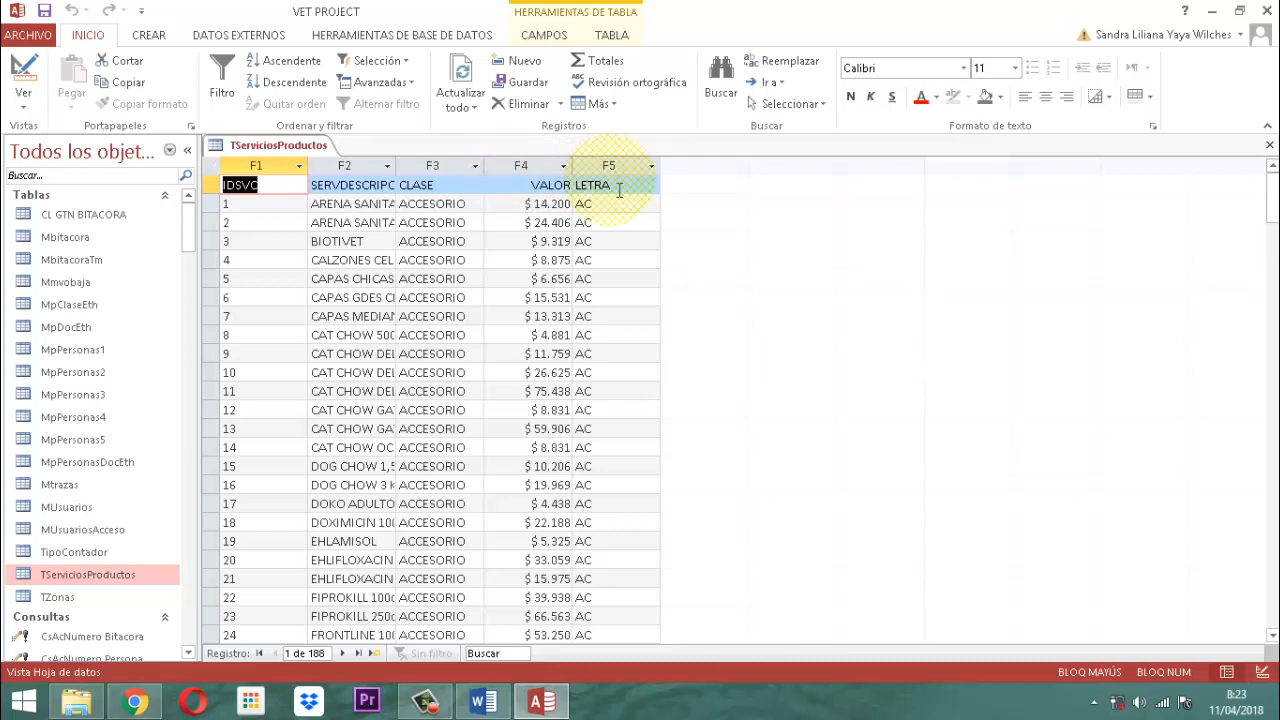 VET PROJECT
HERRAMIENTAS DE TABLA
?
ARCHIVO INICIO CREAR DATOS EXTERNOS HERRAMIENTAS DE BASE DE DATOS CAMPOS TABLA Sandra Liliana Yaya Wilches
Ver
Vistas
Pegar
Cortar
Copiar
Copiar formato
Portapapeles
Filtro
Ascendente
Descendente
Quitar orden
Selección
Avanzadas
Alternar filtro
Ordenar y filtrar
Actualizar
todo
Nuevo
Guardar
Eliminar
Totales
Revisión ortográfica
Más
Registros
Buscar
Reemplazar
Ir a
Seleccionar
Buscar
Calibri 11
N K S A
Formato de texto
Todos los objet...
Buscar...
Tablas
CL GTN BITACORA
Mbitacora
MbitacoraTm
Mmvobaja
MpClaseEth
MpDocEth
MpPersonas1
MpPersonas2
MpPersonas3
MpPersonas4
MpPersonas5
MpPersonasDocEth
Mtrazas
MUsuarios
MUsuariosAcceso
TipoContador
TServiciosProductos
TZonas
Consultas
CsAcNumero Bitacora
CsAcNumero Persona
TServiciosProductos
F1 F2 F3 F4 F5
IDSVC SERVDESCRIPC CLASE VALOR LETRA
1 ARENA SANITA ACCESORIO $ 14.200 AC
2 ARENA SANITA ACCESORIO $ 24.406 AC
3 BIOTIVET ACCESORIO $ 9.319 AC
4 CALZONES CEL ACCESORIO $ 8.875 AC
5 CAPAS CHICAS ACCESORIO $ 6.656 AC
6 CAPAS GDES CI ACCESORIO $ 15.531 AC
7 CAPAS MEDIAN ACCESORIO $ 13.313 AC
8 CAT CHOW 500 ACCESORIO $ 4.881 AC
9 CAT CHOW DEL ACCESORIO $ 11.759 AC
10 CAT CHOW DEL ACCESORIO $ 26.625 AC
11 CAT CHOW DEL ACCESORIO $ 75.438 AC
12 CAT CHOW GA ACCESORIO $ 8.831 AC
13 CAT CHOW GA ACCESORIO $ 59.906 AC
14 CAT CHOW OC ACCESORIO $ 8.831 AC
15 DOG CHOW 1,5 ACCESORIO $ 10.206 AC
16 DOG CHOW 3 K ACCESORIO $ 19.969 AC
17 DOKO ADULTO ACCESORIO $ 4.438 AC
18 DOXIMICIN 100 ACCESORIO $ 22.188 AC
19 EHLAMISOL ACCESORIO $ 5.325 AC
20 EHLIFLOXACIN ACCESORIO $ 33.059 AC
21 EHLIFLOXACIN ACCESORIO $ 15.975 AC
22 FIPROKILL 100 ACCESORIO $ 39.938 AC
23 FIPROKILL 250 ACCESORIO $ 66.563 AC
24 FRONTLINE 100 ACCESORIO $ 53.250 AC
Registro: 1 de 188 Sin filtro Buscar
Vista Hoja de datos BLOQ MAYÚS BLOQ NUM
Pr
8:23
11/04/2018